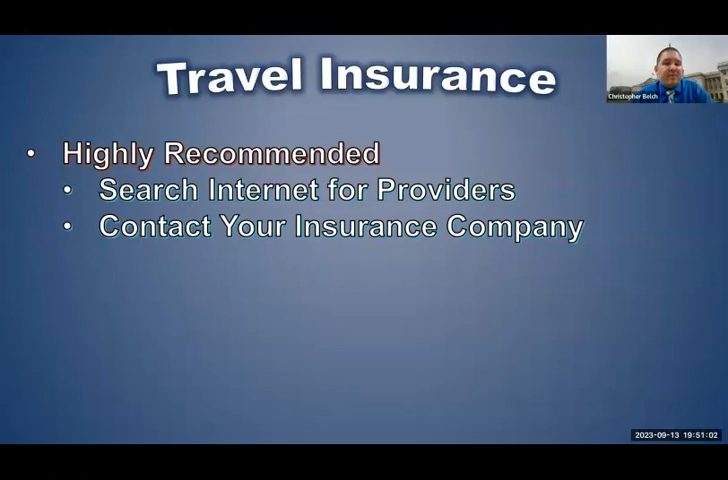 Travel Insurance
Christopher Belch
• Highly Recommended
• Search Internet for Providers
• Contact Your Insurance Company
2023-09-13 19:51:02